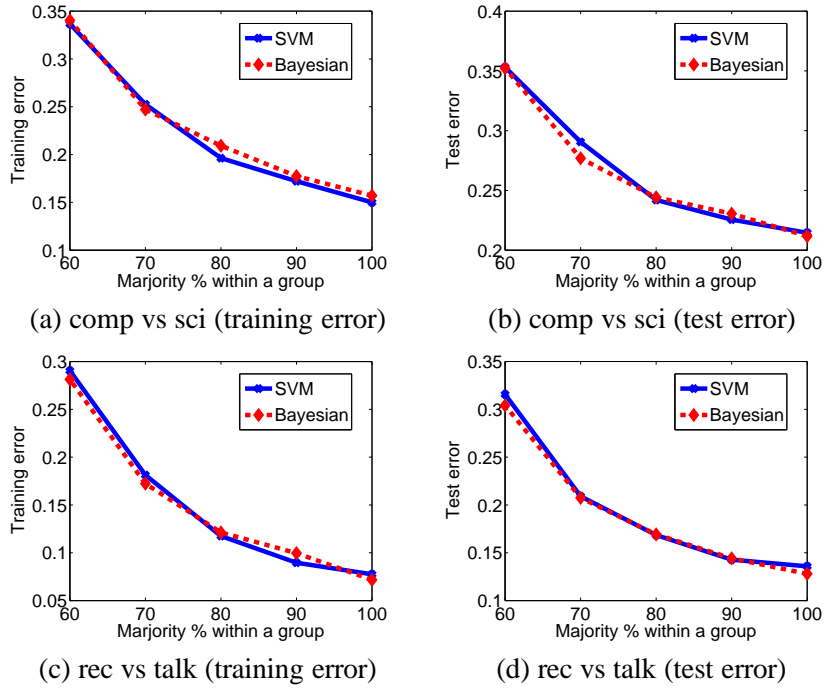 0.35
0.3
0.25
0.2
0.15
0.1
60 70 80 90 100
Training error
Marjority % within a group
SVM
Bayesian
(a) comp vs sci (training error)
0.4
0.35
0.3
0.25
0.2
60 70 80 90 100
Test error
Marjority % within a group
SVM
Bayesian
(b) comp vs sci (test error)
0.3
0.25
0.2
0.15
0.1
0.05
60 70 80 90 100
Training error
Marjority % within a group
SVM
Bayesian
(c) rec vs talk (training error)
0.35
0.3
0.25
0.2
0.15
0.1
60 70 80 90 100
Test error
Marjority % within a group
SVM
Bayesian
(d) rec vs talk (test error)